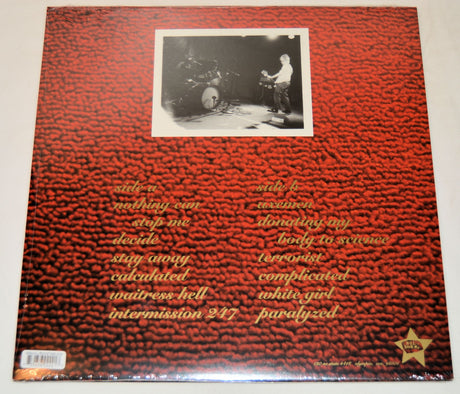 side a
nothing can
stop me
decide
stay away
calculated
waitress hell
intermission 247
side b
axemen
donating my
body to science
terrorist
complicated
white girl
paralyzed